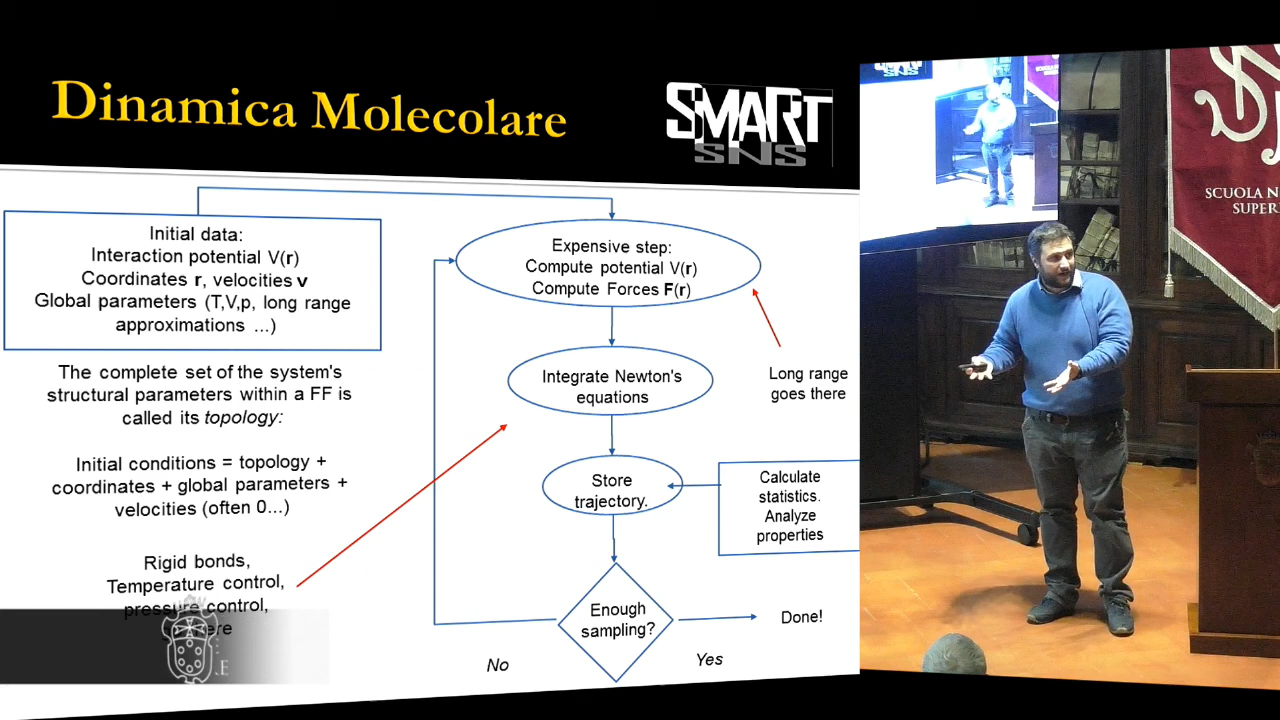 Dinamica Molecolare
SMART
SNS
Initial data:
Interaction potential V(r)
Coordinates r, velocities v
Global parameters (T,V,p, long range
approximations ...)
The complete set of the system's
structural parameters within a FF is
called its topology:
Initial conditions = topology +
coordinates + global parameters +
velocities (often 0...)
Rigid bonds,
Temperature control,
pressure control,
Expensive step:
Compute potential V(r)
Compute Forces F(r)
Integrate Newton's
equations
Long range
goes there
Store
trajectory.
Calculate
statistics.
Analyze
properties
Enough
sampling?
Done!
No
Yes
SNS
SCUOLA N
SUPER